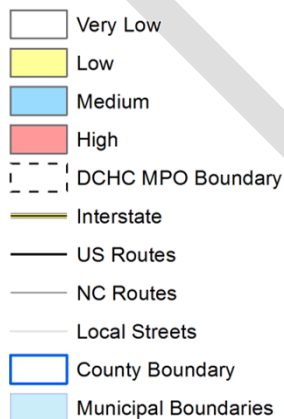 Very Low
Low
Medium
High
DCHC MPO Boundary
Interstate
US Routes
NC Routes
Local Streets
County Boundary
Municipal Boundaries